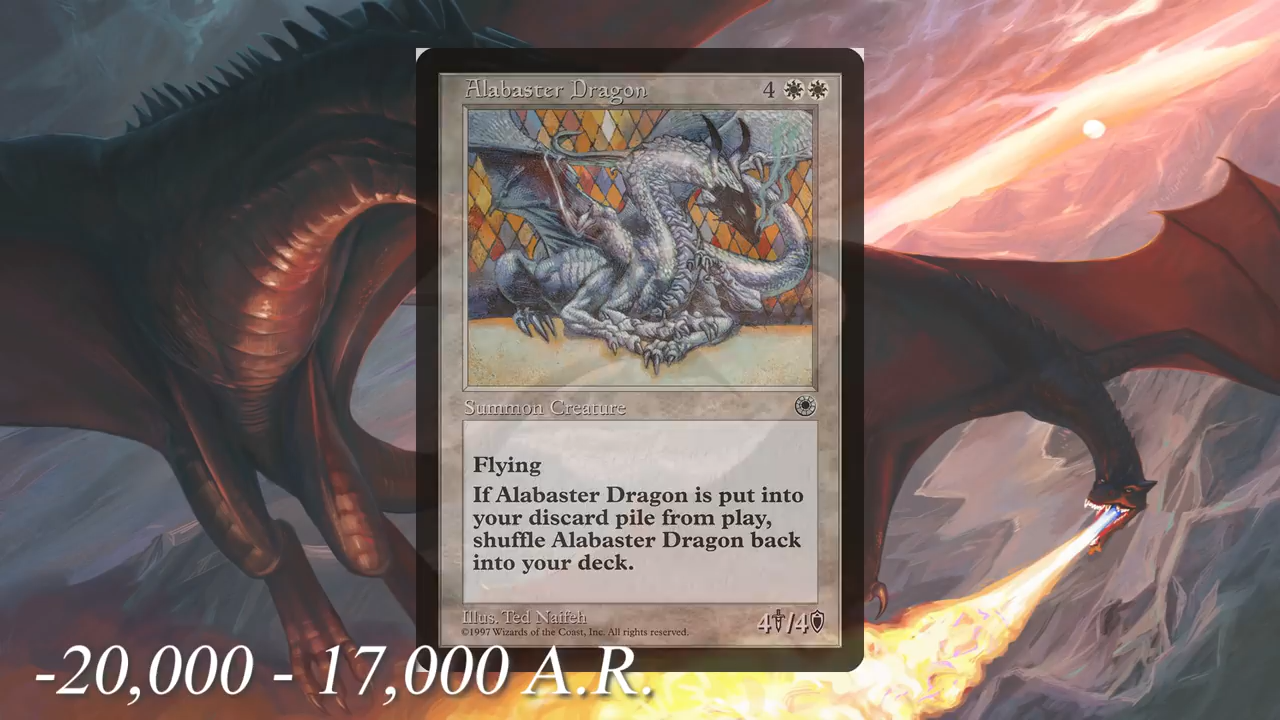 Alabaster Dragon 4
Summon Creature
Flying
If Alabaster Dragon is put into
your discard pile from play,
shuffle Alabaster Dragon back
into your deck.
Illus. Ted Naifeh
4/4
©1997 Wizards of the Coast, Inc. All rights reserved.
-20,000 - 17,000 A.R.